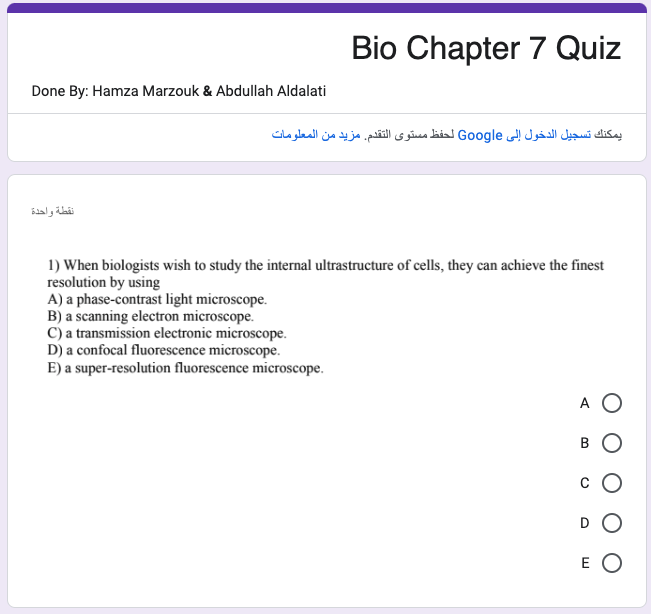 Bio Chapter 7 Quiz
Done By: Hamza Marzouk & Abdullah Aldalati
يمكنك تسجيل الدخول إلى Google لحفظ مستوى التقدم. مزيد من المعلومات
نقطة واحدة
1) When biologists wish to study the internal ultrastructure of cells, they can achieve the finest
resolution by using
A) a phase-contrast light microscope.
B) a scanning electron microscope.
C) a transmission electronic microscope.
D) a confocal fluorescence microscope.
E) a super-resolution fluorescence microscope.
A
B
C
D
E